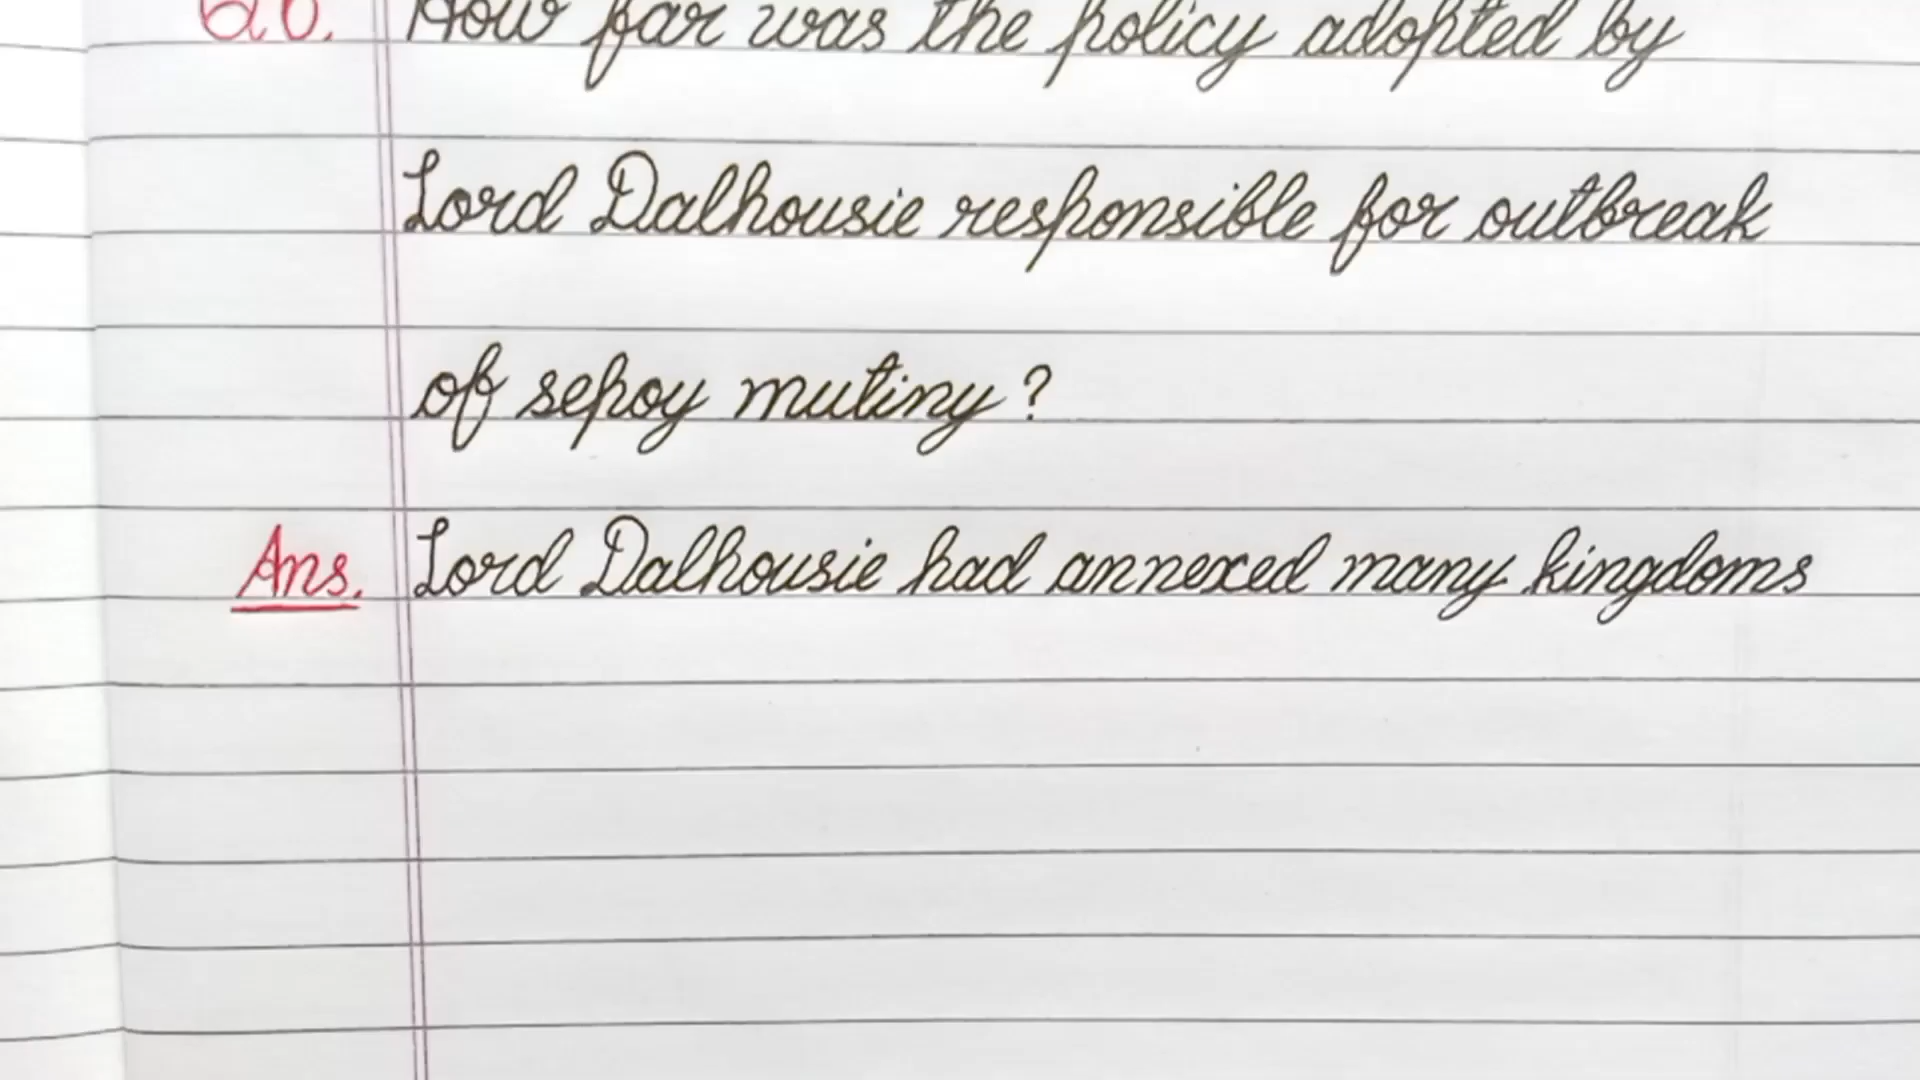 How far was the policy adopted by
Lord Dalhousie responsible for outbreak
of sepoy mutiny?
Ans. Lord Dalhousie had annexed many kingdoms